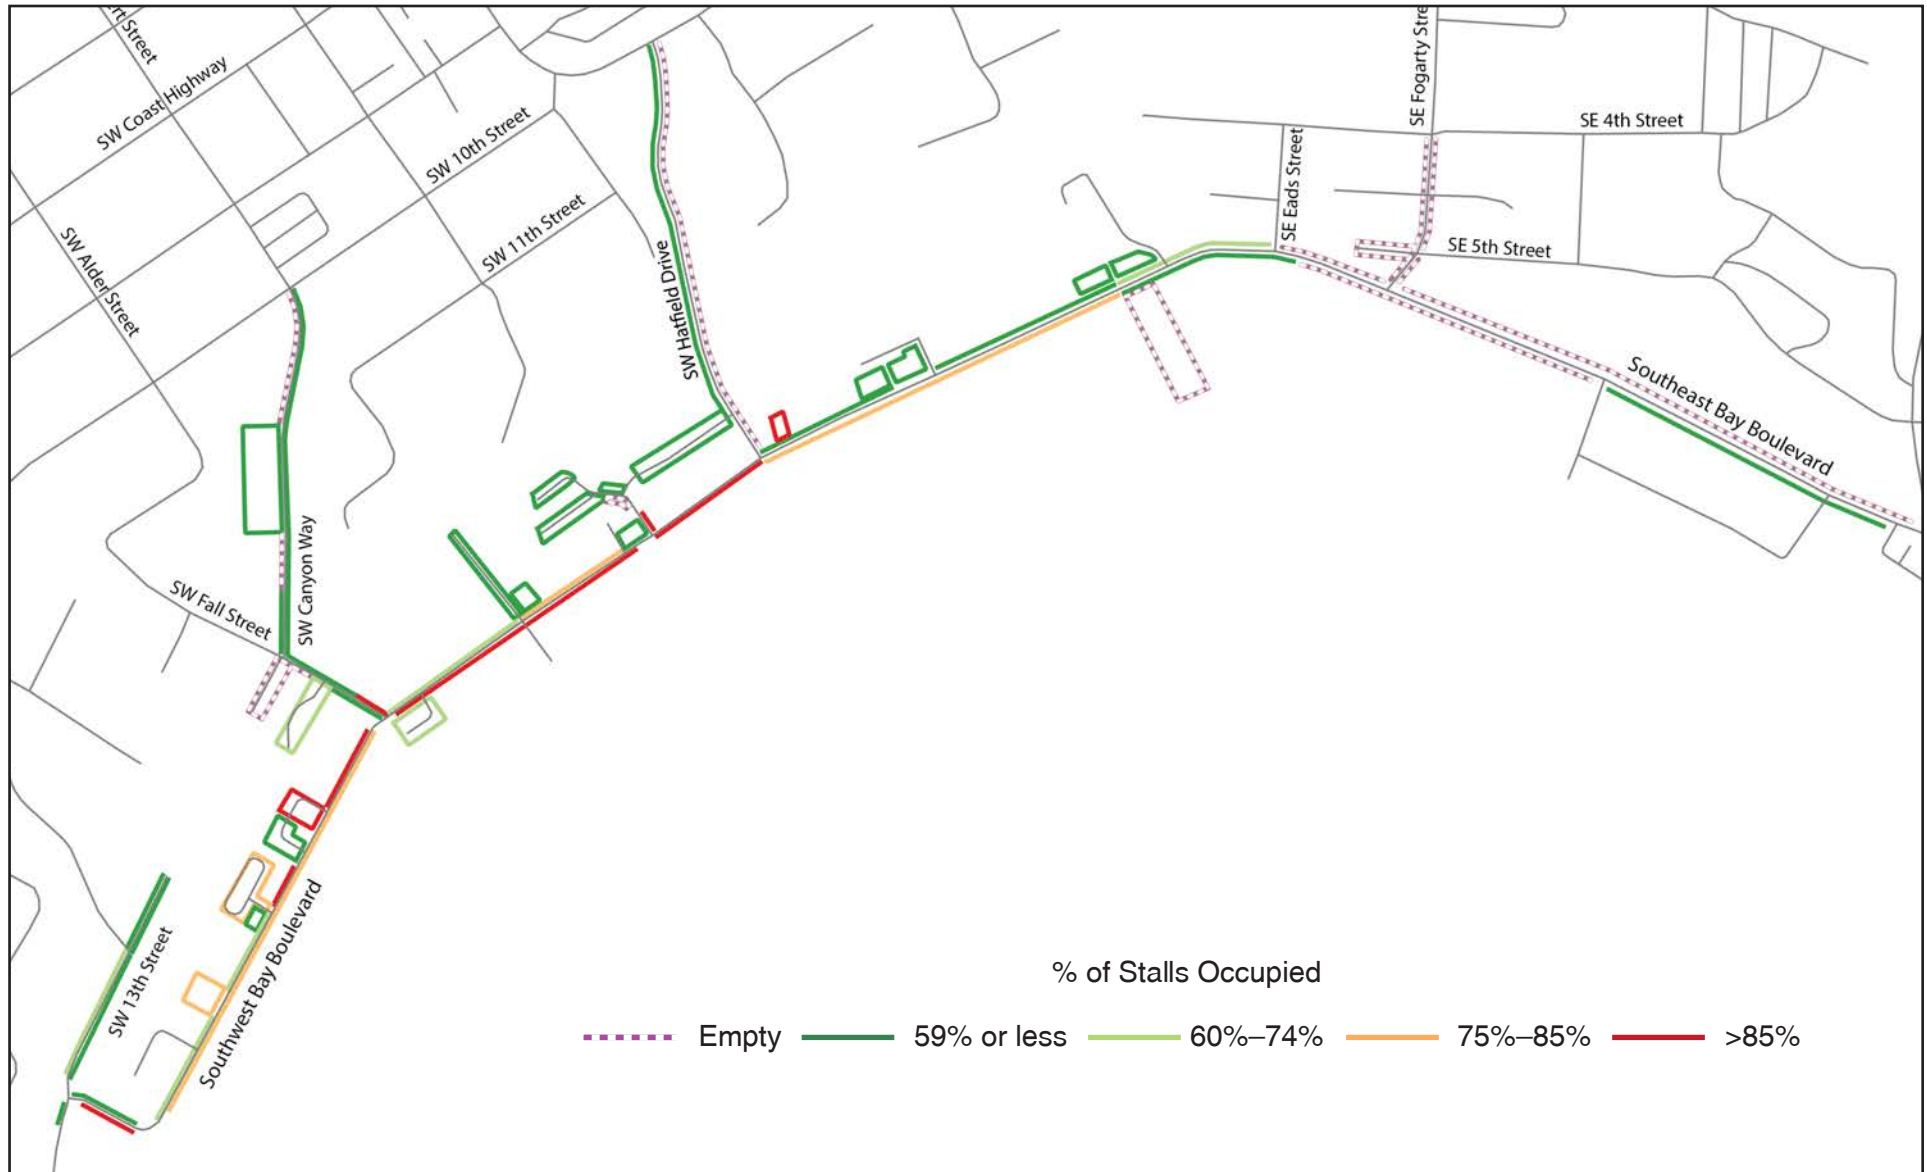 rt Street
SW Coast Highway
SW 10th Street
SW 11th Street
SW Alder Street
SW Hatfield Drive
SE Fogarty Stre
SE 4th Street
SE Eads Street
SE 5th Street
Southeast Bay Boulevard
SW Canyon Way
SW Fall Street
SW 13th Street
Southwest Bay Boulevard
% of Stalls Occupied
Empty 59% or less 60%–74% 75%–85% >85%